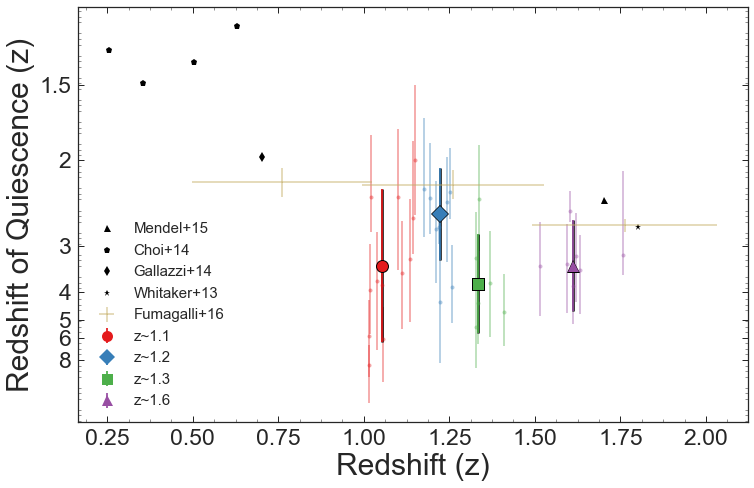 Redshift of Quiescence (z)
1.5
2
3
4
5
6
8
Mendel+15
Choi+14
Gallazzi+14
Whitaker+13
Fumagalli+16
z~1.1
z~1.2
z~1.3
z~1.6
0.25 0.50 0.75 1.00 1.25 1.50 1.75 2.00
Redshift (z)